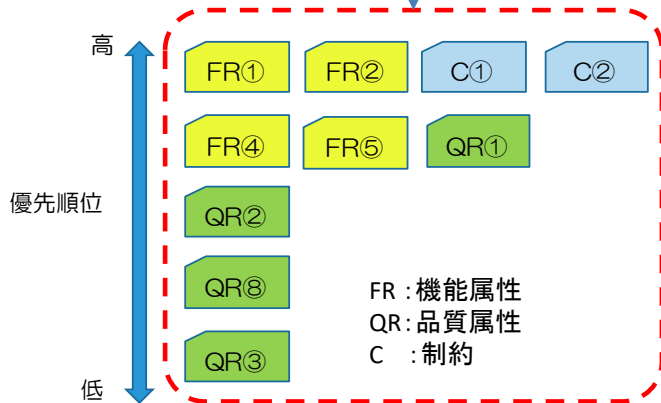 高
FR① FR② C① C②
FR④ FR⑤ QR①
優先順位
QR②
QR⑧
FR：機能属性
QR：品質属性
C　：制約
QR③
低